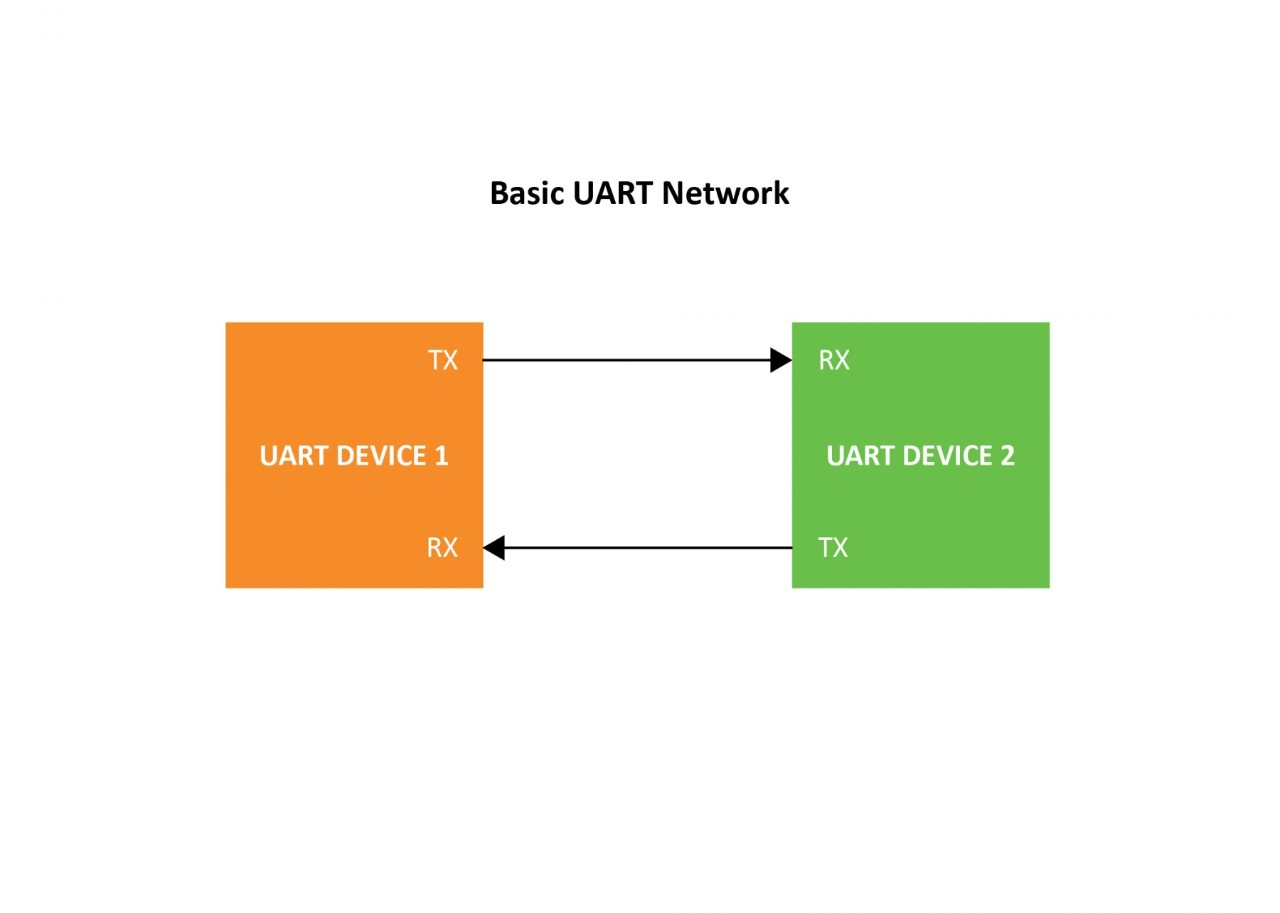 Basic UART Network
TX
RX
UART DEVICE 1
UART DEVICE 2
RX
TX